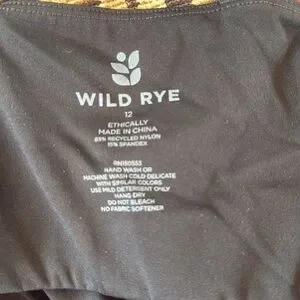 WILD RYE
12
ETHICALLY
MADE IN CHINA
85% RECYCLED NYLON
15% SPANDEX
RN150553
HAND WASH OR
MACHINE WASH COLD DELICATE
WITH SIMILAR COLORS
USE MILD DETERGENT ONLY
HANG DRY
DO NOT BLEACH
NO FABRIC SOFTENER